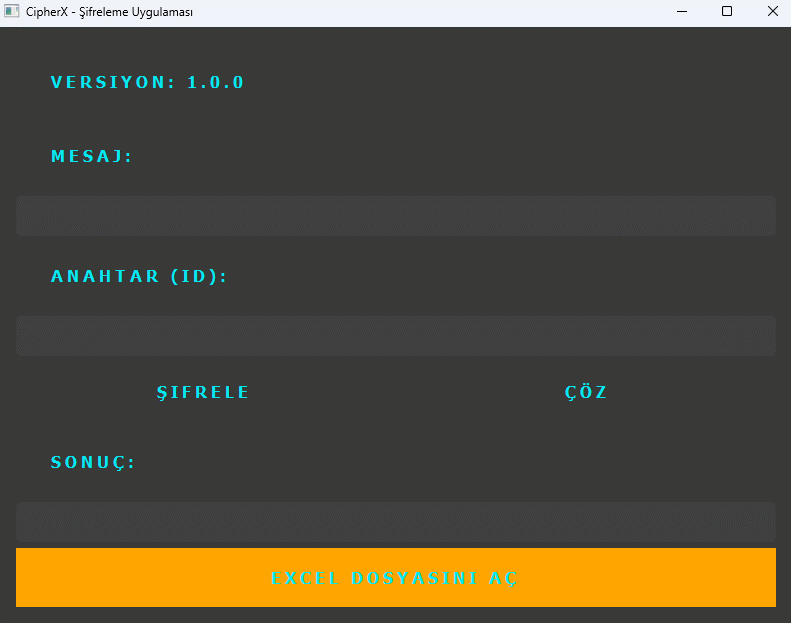 CipherX - Şifreleme Uygulaması
VERSIYON: 1.0.0
MESAJ:
ANAHTAR (ID):
ŞIFRELE ÇÖZ
SONUÇ:
EXCEL DOSYASINI AÇ